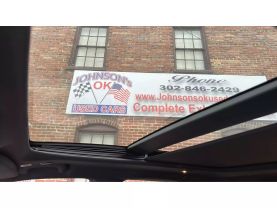 JOHNSON'S
OK
USED CARS
Phone
302-846-2429
www.Johnsonsokus
Complete Ex